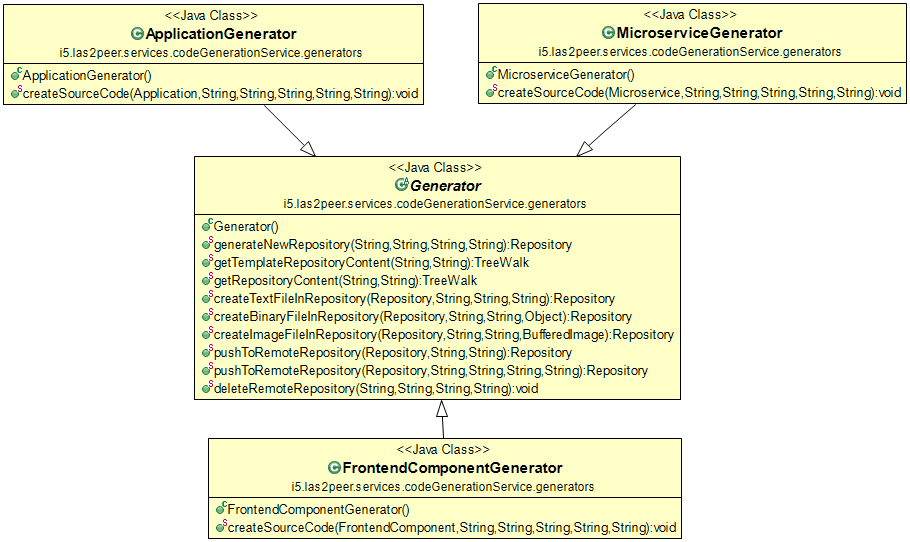 <<Java Class>>
ApplicationGenerator
i5.las2peer.services.codeGenerationService.generators
ApplicationGenerator()
createSourceCode(Application,String,String,String,String,String):void
<<Java Class>>
MicroserviceGenerator
i5.las2peer.services.codeGenerationService.generators
MicroserviceGenerator()
createSourceCode(Microservice,String,String,String,String,String):void
<<Java Class>>
Generator
i5.las2peer.services.codeGenerationService.generators
Generator()
generateNewRepository(String,String,String,String):Repository
getTemplateRepositoryContent(String,String):TreeWalk
getRepositoryContent(String,String):TreeWalk
createTextFileInRepository(Repository,String,String,String):Repository
createBinaryFileInRepository(Repository,String,String,Object):Repository
createImageFileInRepository(Repository,String,String,BufferedImage):Repository
pushToRemoteRepository(Repository,String,String):Repository
pushToRemoteRepository(Repository,String,String,String,String):Repository
deleteRemoteRepository(String,String,String,String):void
<<Java Class>>
FrontendComponentGenerator
i5.las2peer.services.codeGenerationService.generators
FrontendComponentGenerator()
createSourceCode(FrontendComponent,String,String,String,String,String):void